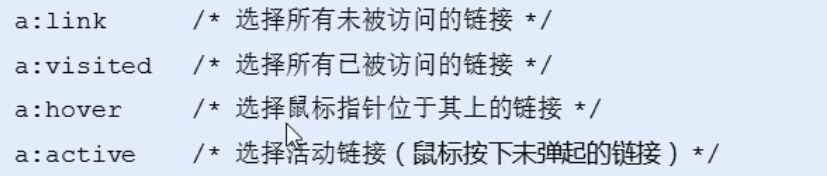 a:link /* 选择所有未被访问的链接 */
a:visited /* 选择所有已被访问的链接 */
a:hover /* 选择鼠标指针位于其上的链接 */
a:active /* 选择活动链接（鼠标按下未弹起的链接）*/